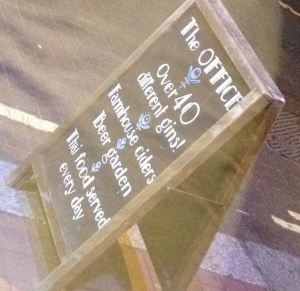 The OFFICE
Over 40
different gins!
Farmhouse ciders
Beer garden
Thai food served
every day